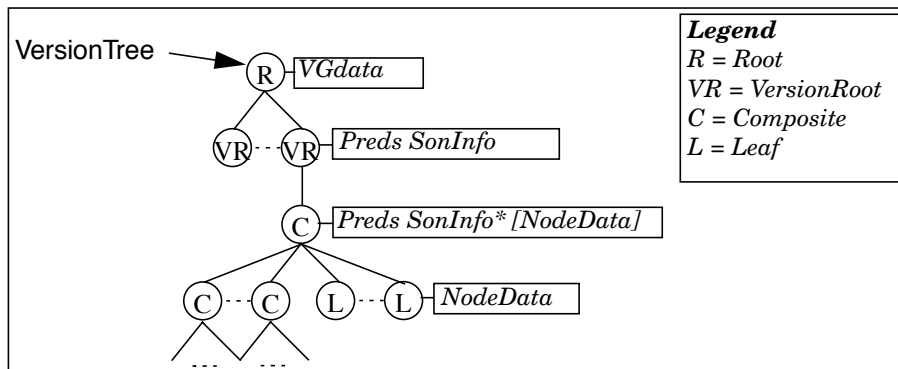 VersionTree
R
VGdata
VR
VR
Preds SonInfo
C
Preds SonInfo* [NodeData]
C
C
L
L
NodeData
Legend
R = Root
VR = VersionRoot
C = Composite
L = Leaf